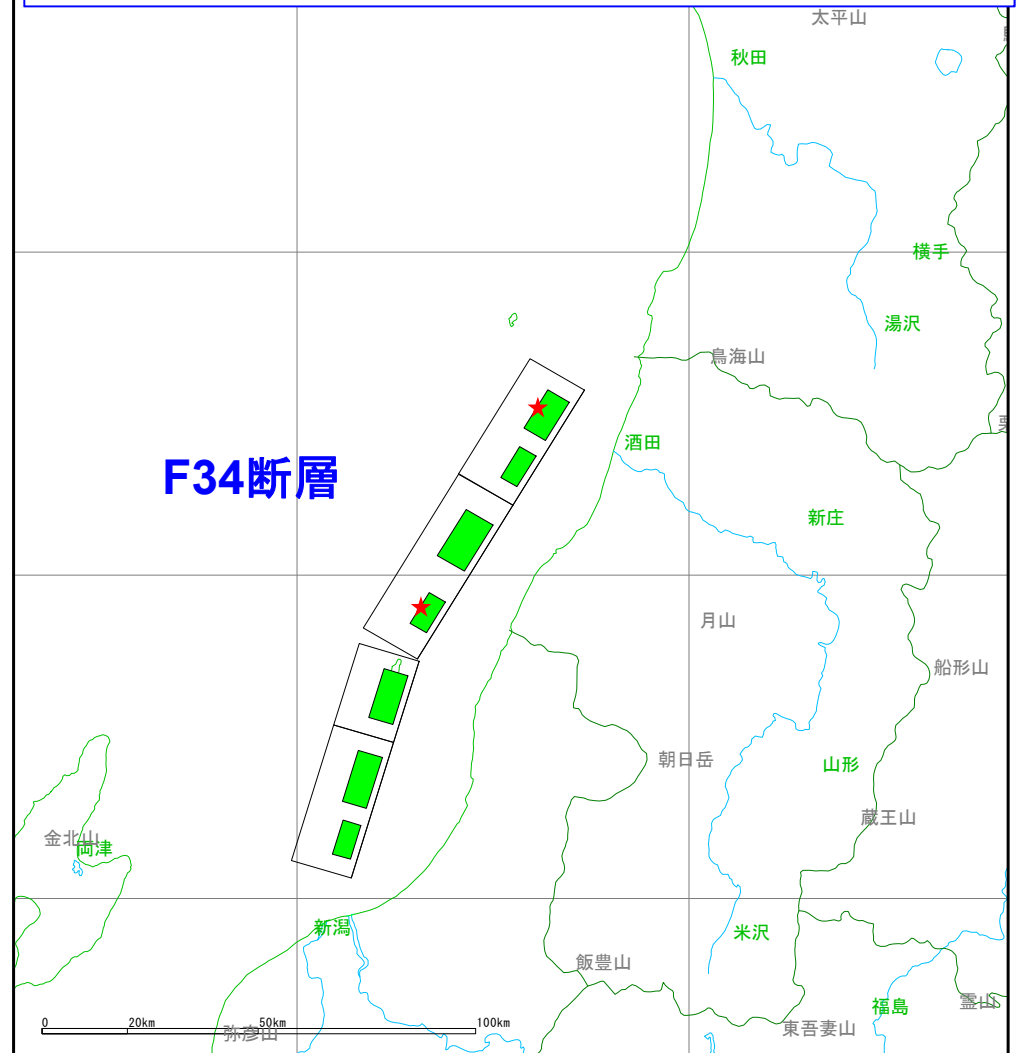 太平山
秋田
横手
湯沢
鳥海山
酒田
F34断層
新庄
月山
船形山
朝日岳
山形
蔵王山
金北山
両津
新潟
米沢
飯豊山
福島
霊山
東吾妻山
弥彦山
0 20km 50km 100km